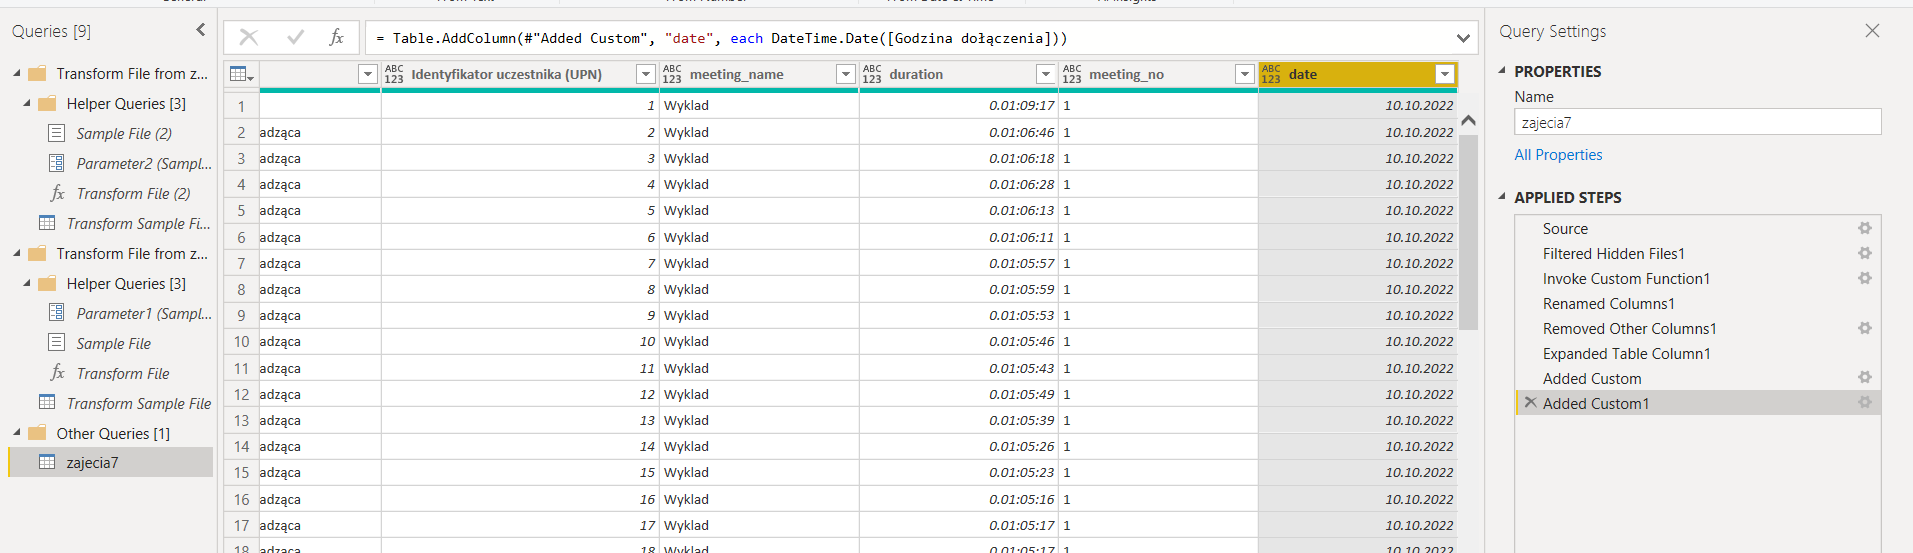 Queries [9]
Transform File from z...
Helper Queries [3]
Sample File (2)
Parameter2 (Sampl...
Transform File (2)
Transform Sample Fi...
Transform File from z...
Helper Queries [3]
Parameter1 (Sampl...
Sample File
Transform File
Transform Sample File
Other Queries [1]
zajecia7
fx = Table.AddColumn(#"Added Custom", "date", each DateTime.Date([Godzina dołączenia]))
ABC 123 Identyfikator uczestnika (UPN) ABC 123 meeting_name ABC 123 duration ABC 123 meeting_no ABC 123 date
1 1 Wyklad 0.01:09:17 1 10.10.2022
2 adząca 2 Wyklad 0.01:06:46 1 10.10.2022
3 adząca 3 Wyklad 0.01:06:18 1 10.10.2022
4 adząca 4 Wyklad 0.01:06:28 1 10.10.2022
5 adząca 5 Wyklad 0.01:06:13 1 10.10.2022
6 adząca 6 Wyklad 0.01:06:11 1 10.10.2022
7 adząca 7 Wyklad 0.01:05:57 1 10.10.2022
8 adząca 8 Wyklad 0.01:05:59 1 10.10.2022
9 adząca 9 Wyklad 0.01:05:53 1 10.10.2022
10 adząca 10 Wyklad 0.01:05:46 1 10.10.2022
11 adząca 11 Wyklad 0.01:05:43 1 10.10.2022
12 adząca 12 Wyklad 0.01:05:49 1 10.10.2022
13 adząca 13 Wyklad 0.01:05:39 1 10.10.2022
14 adząca 14 Wyklad 0.01:05:26 1 10.10.2022
15 adząca 15 Wyklad 0.01:05:23 1 10.10.2022
16 adząca 16 Wyklad 0.01:05:16 1 10.10.2022
17 adząca 17 Wyklad 0.01:05:17 1 10.10.2022
18 adząca 18 Wyklad 0.01:05:17 1 10.10.2022
Query Settings
PROPERTIES
Name
zajecia7
All Properties
APPLIED STEPS
Source
Filtered Hidden Files1
Invoke Custom Function1
Renamed Columns1
Removed Other Columns1
Expanded Table Column1
Added Custom
Added Custom1